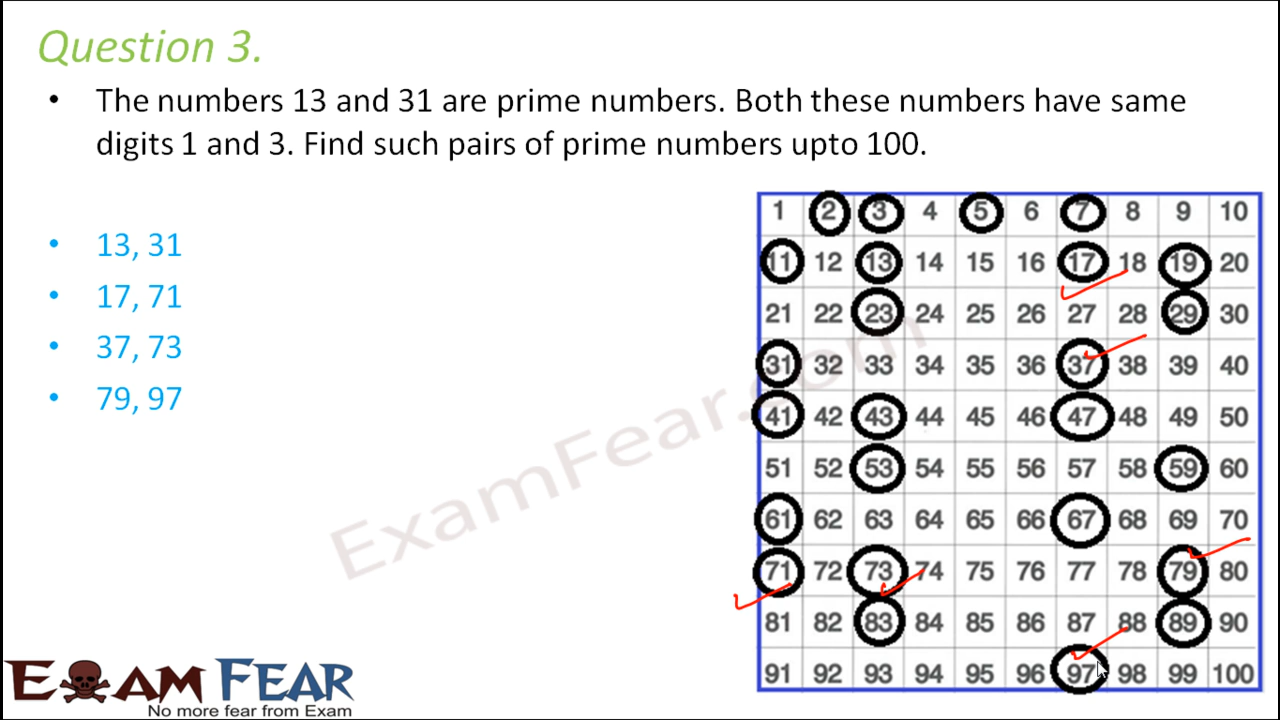 Question 3.
• The numbers 13 and 31 are prime numbers. Both these numbers have same
digits 1 and 3. Find such pairs of prime numbers upto 100.
• 13, 31
• 17, 71
• 37, 73
• 79, 97
1 2 3 4 5 6 7 8 9 10
11 12 13 14 15 16 17 18 19 20
21 22 23 24 25 26 27 28 29 30
31 32 33 34 35 36 37 38 39 40
41 42 43 44 45 46 47 48 49 50
51 52 53 54 55 56 57 58 59 60
61 62 63 64 65 66 67 68 69 70
71 72 73 74 75 76 77 78 79 80
81 82 83 84 85 86 87 88 89 90
91 92 93 94 95 96 97 98 99 100
ExamFear.com
EXAM FEAR
No more fear from Exam